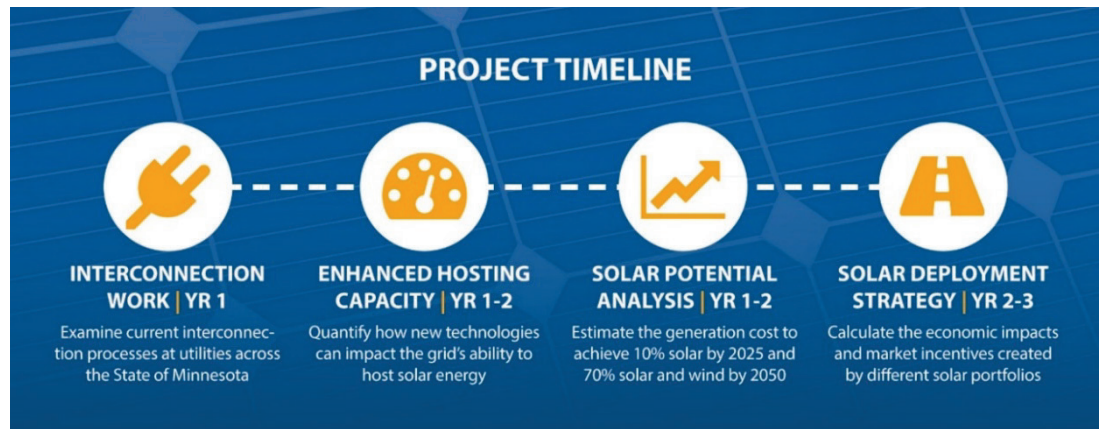 PROJECT TIMELINE
INTERCONNECTION
WORK | YR 1
Examine current interconnec-
tion processes at utilities across
the State of Minnesota
ENHANCED HOSTING
CAPACITY | YR 1-2
Quantify how new technologies
can impact the grid's ability to
host solar energy
SOLAR POTENTIAL
ANALYSIS | YR 1-2
Estimate the generation cost to
achieve 10% solar by 2025 and
70% solar and wind by 2050
SOLAR DEPLOYMENT
STRATEGY | YR 2-3
Calculate the economic impacts
and market incentives created
by different solar portfolios